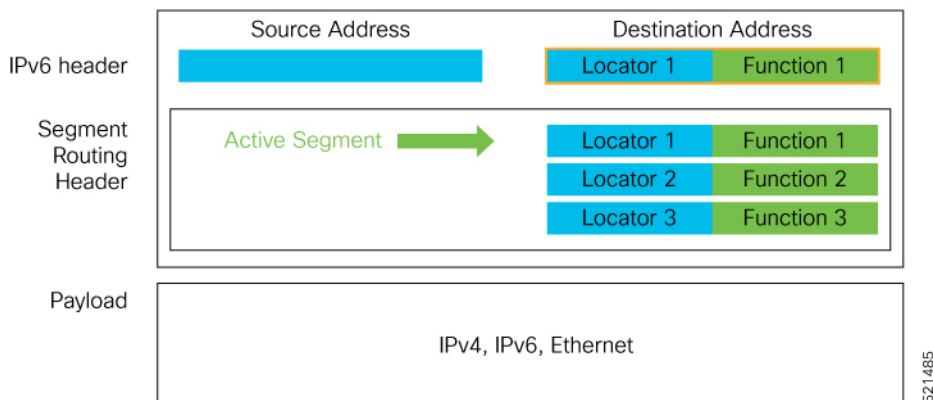 Source Address
Destination Address
IPv6 header
Locator 1
Function 1
Segment
Routing
Header
Active Segment
Locator 1
Function 1
Locator 2
Function 2
Locator 3
Function 3
Payload
IPv4, IPv6, Ethernet
521485